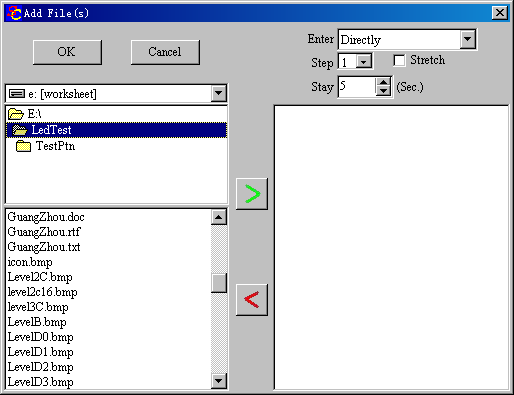 Add File(s)
OK
Cancel
Enter Directly
Step 1 Stretch
Stay 5 (Sec.)
e: [worksheet]
E:\
LedTest
TestPtn
>
<
GuangZhou.doc
GuangZhou.rtf
GuangZhou.txt
icon.bmp
Level2C.bmp
level2c16.bmp
level3C.bmp
LevelB.bmp
LevelD0.bmp
LevelD1.bmp
LevelD2.bmp
LevelD3.bmp